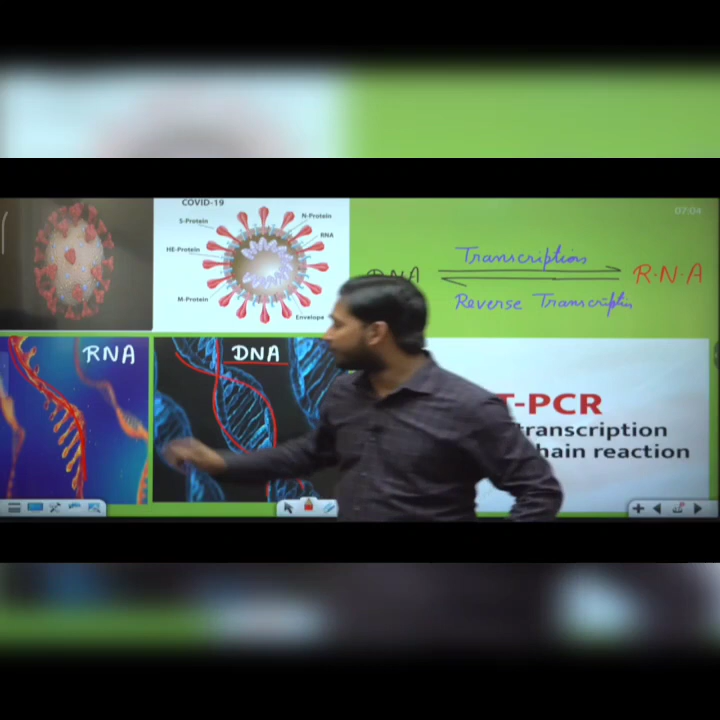 COVID-19
S-Protein
N-Protein
RNA
HE-Protein
M-Protein
Envelope
07:04
Transcription
DNA
R.N.A
Reverse Transcription
RNA
DNA
T-PCR
transcription
hain reaction